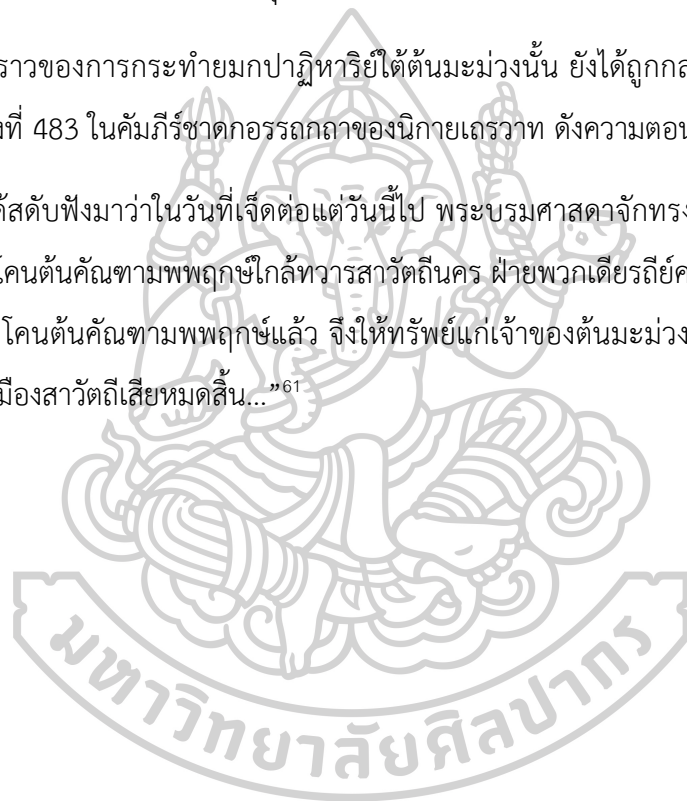 ราวของการกระทำยมกปาฏิหาริย์ใต้ต้นมะม่วงนั้น ยังได้ถูกกล
งที่ 483 ในคัมภีร์ชาดกอรรถกถาของนิกายเถรวาท ดังความตอน
ด้สดับฟังมาว่าในวันที่เจ็ดต่อแต่วันนี้ไป พระบรมศาสดาจักทรง
โคนต้นคัณฑามพพฤกษ์ใกล้ทวารสาวัตถีนคร ฝ่ายพวกเดียรถีย์ค
โคนต้นคัณฑามพพฤกษ์แล้ว จึงให้ทรัพย์แก่เจ้าของต้นมะม่วง
มืองสาวัตถีเสียหมดสิ้น...”61
มหาวิทยาลัยศิลปากร